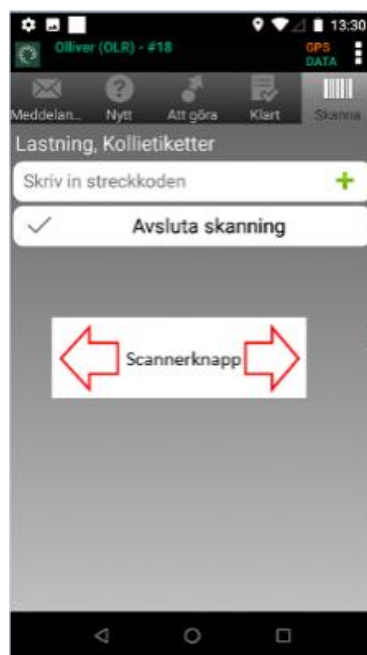 13:30
Olliver (OLR) - #18
GPS
DATA
Meddelan... Nytt Att göra Klart Skanna
Lastning, Kollietiketter
Skriv in streckkoden
Avsluta skanning
Scannerknapp